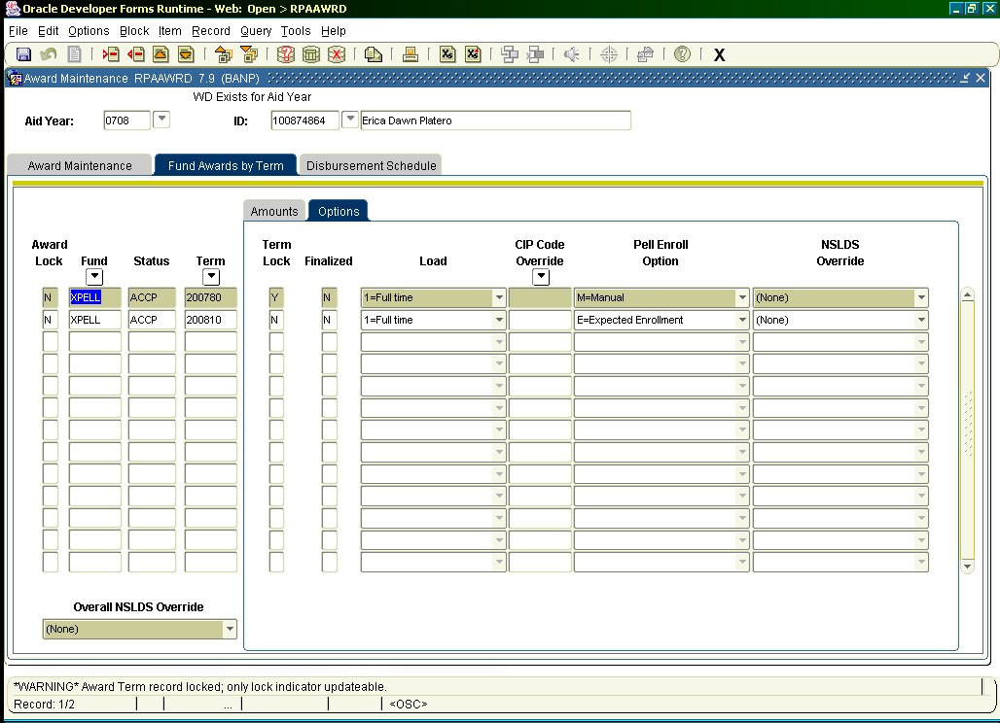 Oracle Developer Forms Runtime - Web: Open > RPAAWRD
File Edit Options Block Item Record Query Tools Help
Award Maintenance RPAAWRD 7.9 (BANP)
WD Exists for Aid Year
Aid Year: 0708 ID: 100874864 Erica Dawn Platero
Award Maintenance Fund Awards by Term Disbursement Schedule
Amounts Options
Award Term CIP Code Pell Enroll NSLDS
Lock Fund Status Term Lock Finalized Load Override Option Override
N XPELL ACCP 200780 Y N 1=Full time M=Manual (None)
N XPELL ACCP 200810 N N 1=Full time E=Expected Enrollment (None)
Overall NSLDS Override
(None)
*WARNING* Award Term record locked; only lock indicator updateable.
Record: 1/2 ... <OSC>